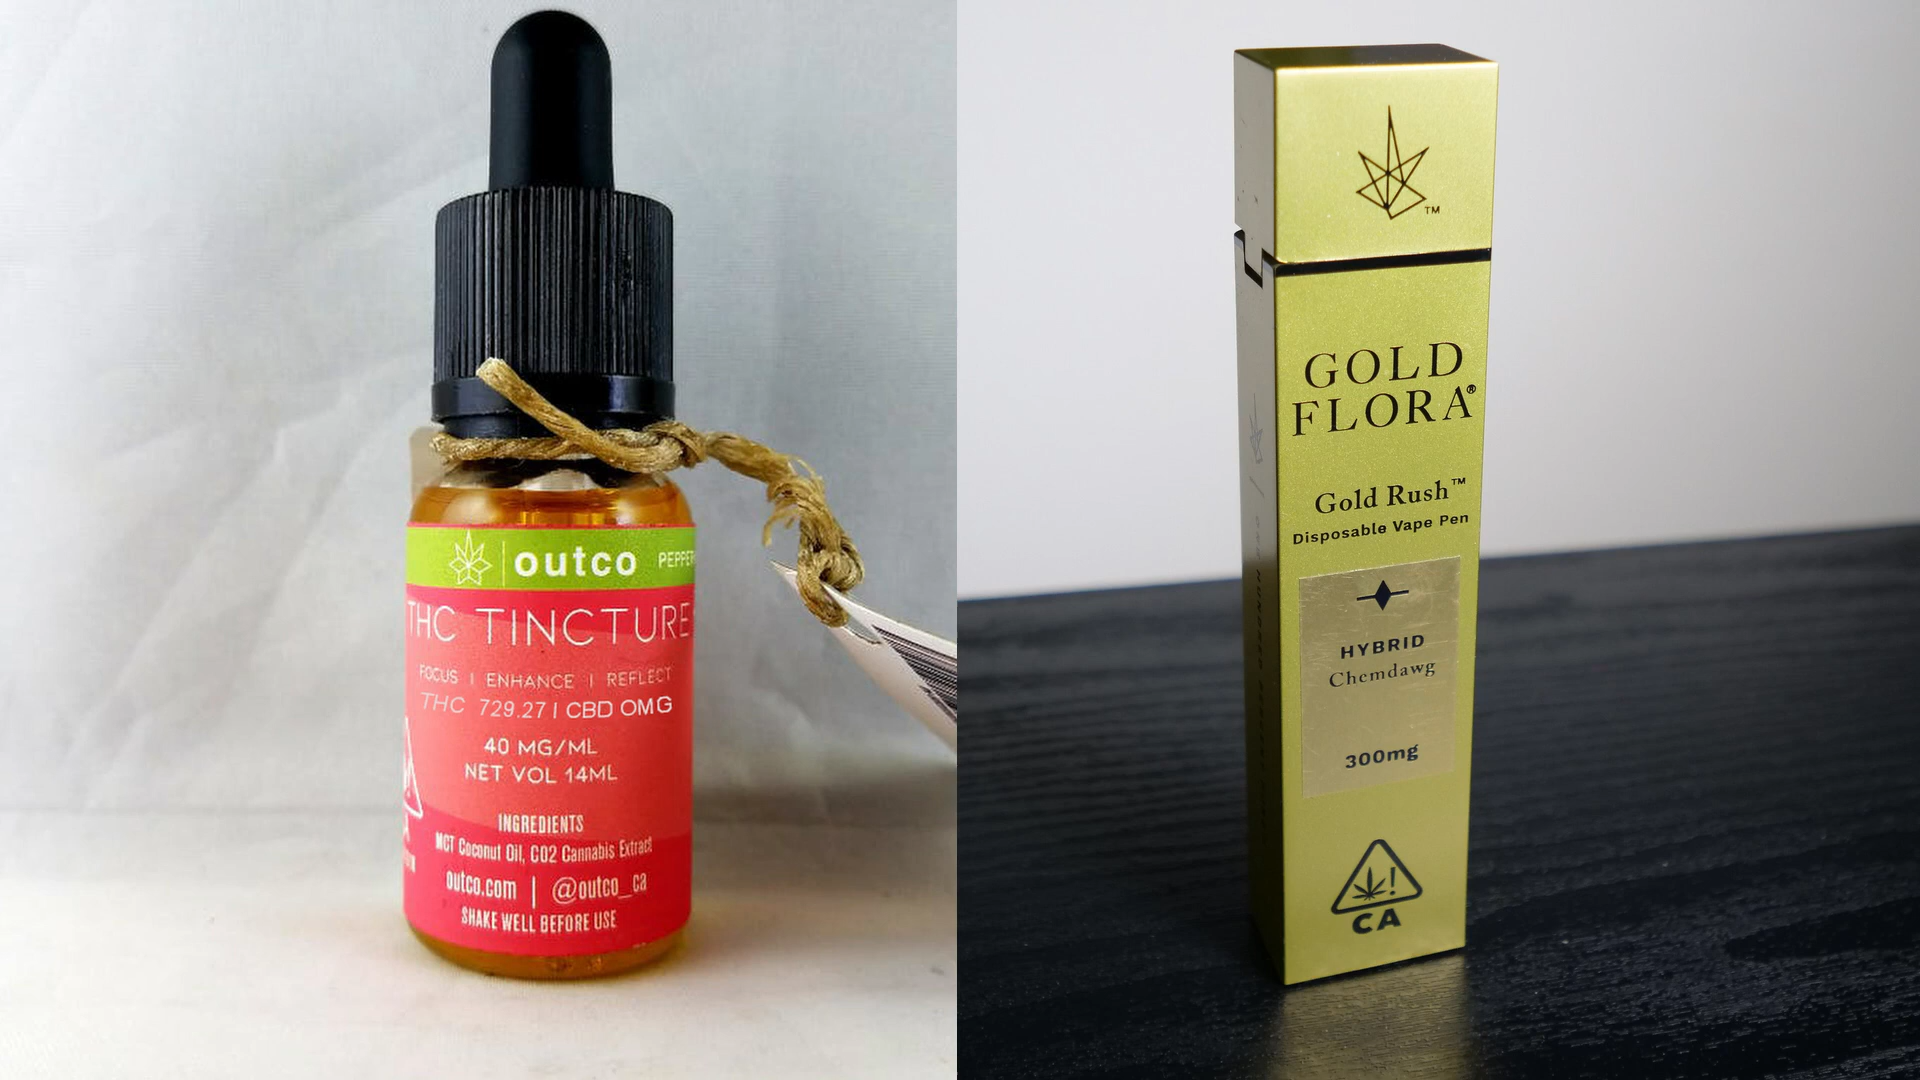 outco PEPPER
THC TINCTURE
FOCUS | ENHANCE | REFLECT
THC 729.27 | CBD 0MG
40 MG/ML
NET VOL 14ML
INGREDIENTS
MCT Coconut Oil, CO2 Cannabis Extract
outco.com | @outco_ca
SHAKE WELL BEFORE USE
TM
GOLD
FLORA®
Gold Rush™
Disposable Vape Pen
HYBRID
Chemdawg
300mg
!
CA